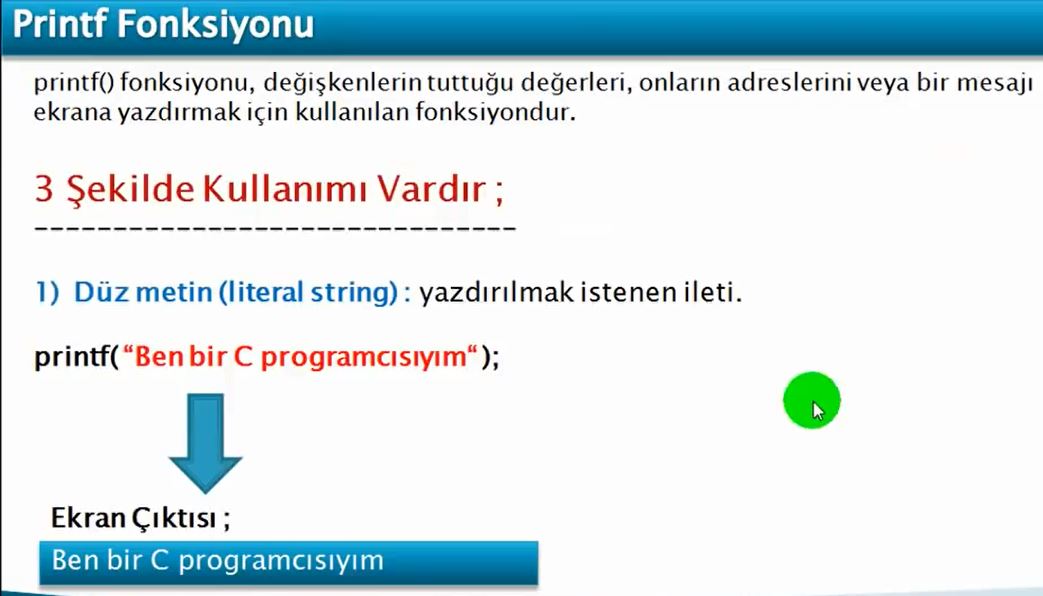 Printf Fonksiyonu
printf() fonksiyonu, değişkenlerin tuttuğu değerleri, onların adreslerini veya bir mesajı
ekrana yazdırmak için kullanılan fonksiyondur.
3 Şekilde Kullanımı Vardır ;
-------------------------------
1) Düz metin (literal string) : yazdırılmak istenen ileti.
printf(“Ben bir C programcısıyım“);
Ekran Çıktısı ;
Ben bir C programcısıyım